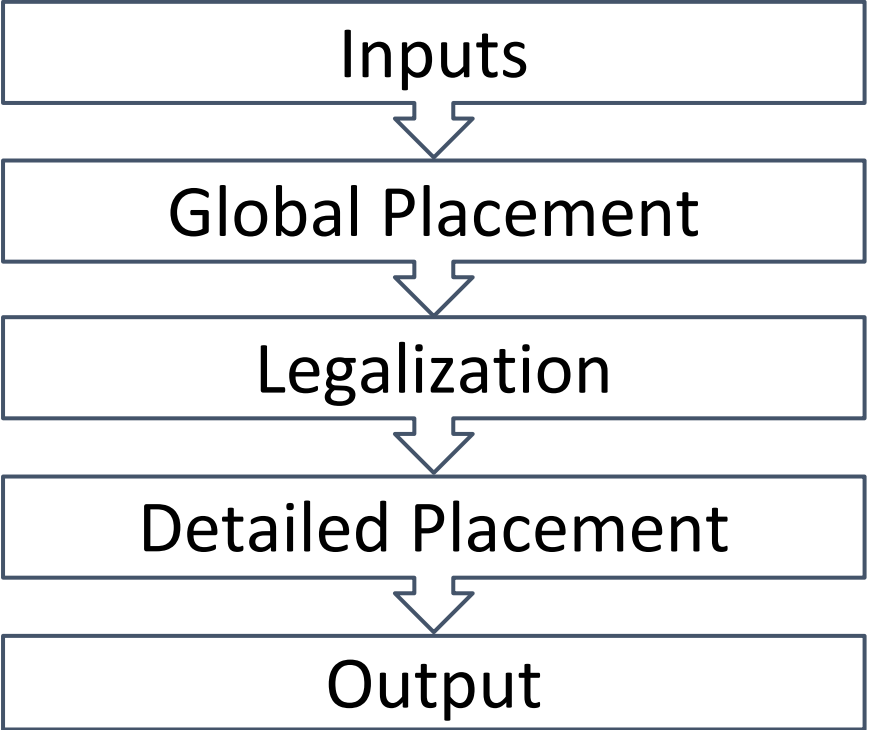 Inputs
Global Placement
Legalization
Detailed Placement
Output